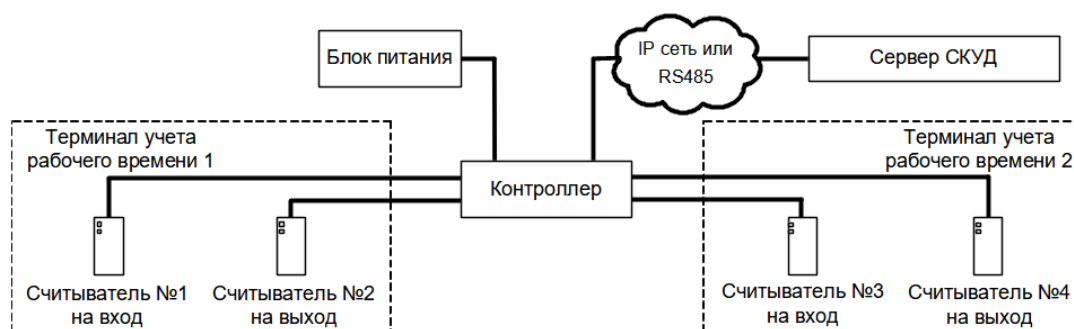 Блок питания
IP сеть или
RS485
Сервер СКУД
Терминал учета
рабочего времени 1
Терминал учета
рабочего времени 2
Контроллер
Считыватель №1
на вход
Считыватель №2
на выход
Считыватель №3
на вход
Считыватель №4
на выход